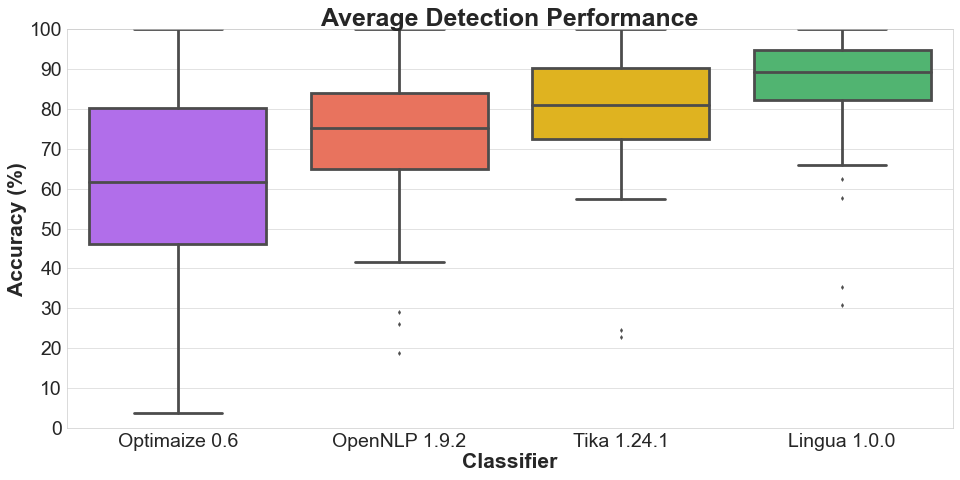 Average Detection Performance
100
90
80
70
60
50
40
30
20
10
0
Accuracy (%)
Optimaize 0.6 OpenNLP 1.9.2 Tika 1.24.1 Lingua 1.0.0
Classifier